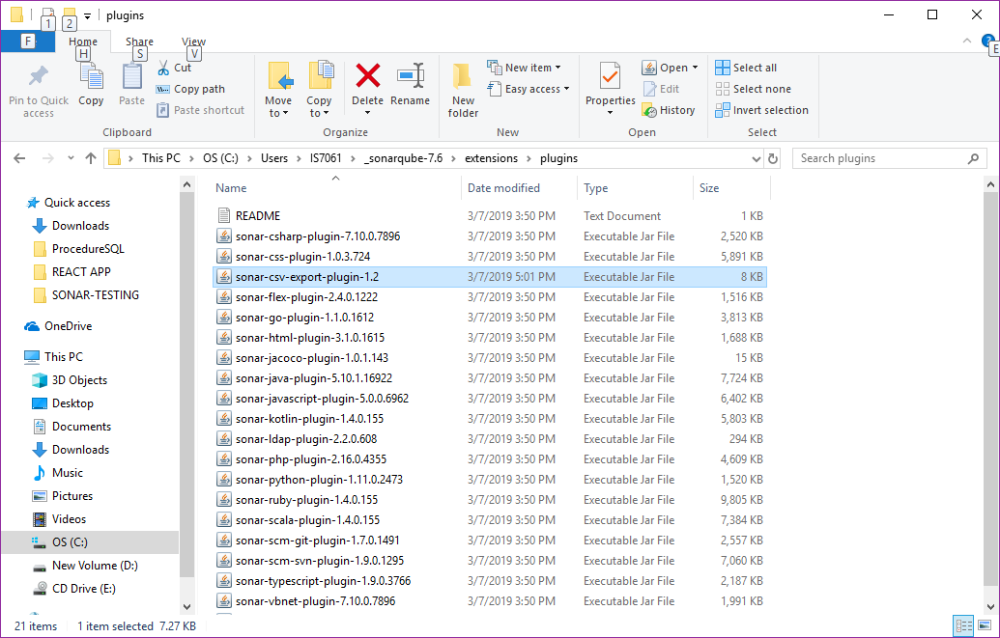 plugins
1 2
F Home Share View
H S V E
Pin to Quick access
Copy
Paste
Cut
Copy path
Paste shortcut
Clipboard
Move to
Copy to
Delete
Rename
Organize
New folder
New item
Easy access
New
Properties
Open
Edit
History
Open
Select all
Select none
Invert selection
Select
This PC > OS (C:) > Users > IS7061 > _sonarqube-7.6 > extensions > plugins
Search plugins
Quick access
Downloads
ProcedureSQL
REACT APP
SONAR-TESTING
OneDrive
This PC
3D Objects
Desktop
Documents
Downloads
Music
Pictures
Videos
OS (C:)
New Volume (D:)
CD Drive (E:)
Name Date modified Type Size
README 3/7/2019 3:50 PM Text Document 1 KB
sonar-csharp-plugin-7.10.0.7896 3/7/2019 3:50 PM Executable Jar File 2,520 KB
sonar-css-plugin-1.0.3.724 3/7/2019 3:50 PM Executable Jar File 5,891 KB
sonar-csv-export-plugin-1.2 3/7/2019 5:01 PM Executable Jar File 8 KB
sonar-flex-plugin-2.4.0.1222 3/7/2019 3:50 PM Executable Jar File 1,516 KB
sonar-go-plugin-1.1.0.1612 3/7/2019 3:50 PM Executable Jar File 3,813 KB
sonar-html-plugin-3.1.0.1615 3/7/2019 3:50 PM Executable Jar File 1,688 KB
sonar-jacoco-plugin-1.0.1.143 3/7/2019 3:50 PM Executable Jar File 15 KB
sonar-java-plugin-5.10.1.16922 3/7/2019 3:50 PM Executable Jar File 7,724 KB
sonar-javascript-plugin-5.0.0.6962 3/7/2019 3:50 PM Executable Jar File 6,402 KB
sonar-kotlin-plugin-1.4.0.155 3/7/2019 3:50 PM Executable Jar File 5,803 KB
sonar-ldap-plugin-2.2.0.608 3/7/2019 3:50 PM Executable Jar File 294 KB
sonar-php-plugin-2.16.0.4355 3/7/2019 3:50 PM Executable Jar File 4,609 KB
sonar-python-plugin-1.11.0.2473 3/7/2019 3:50 PM Executable Jar File 1,520 KB
sonar-ruby-plugin-1.4.0.155 3/7/2019 3:50 PM Executable Jar File 9,805 KB
sonar-scala-plugin-1.4.0.155 3/7/2019 3:50 PM Executable Jar File 7,384 KB
sonar-scm-git-plugin-1.7.0.1491 3/7/2019 3:50 PM Executable Jar File 2,557 KB
sonar-scm-svn-plugin-1.9.0.1295 3/7/2019 3:50 PM Executable Jar File 7,060 KB
sonar-typescript-plugin-1.9.0.3766 3/7/2019 3:50 PM Executable Jar File 2,187 KB
sonar-vbnet-plugin-7.10.0.7896 3/7/2019 3:50 PM Executable Jar File 1,991 KB
21 items 1 item selected 7.27 KB